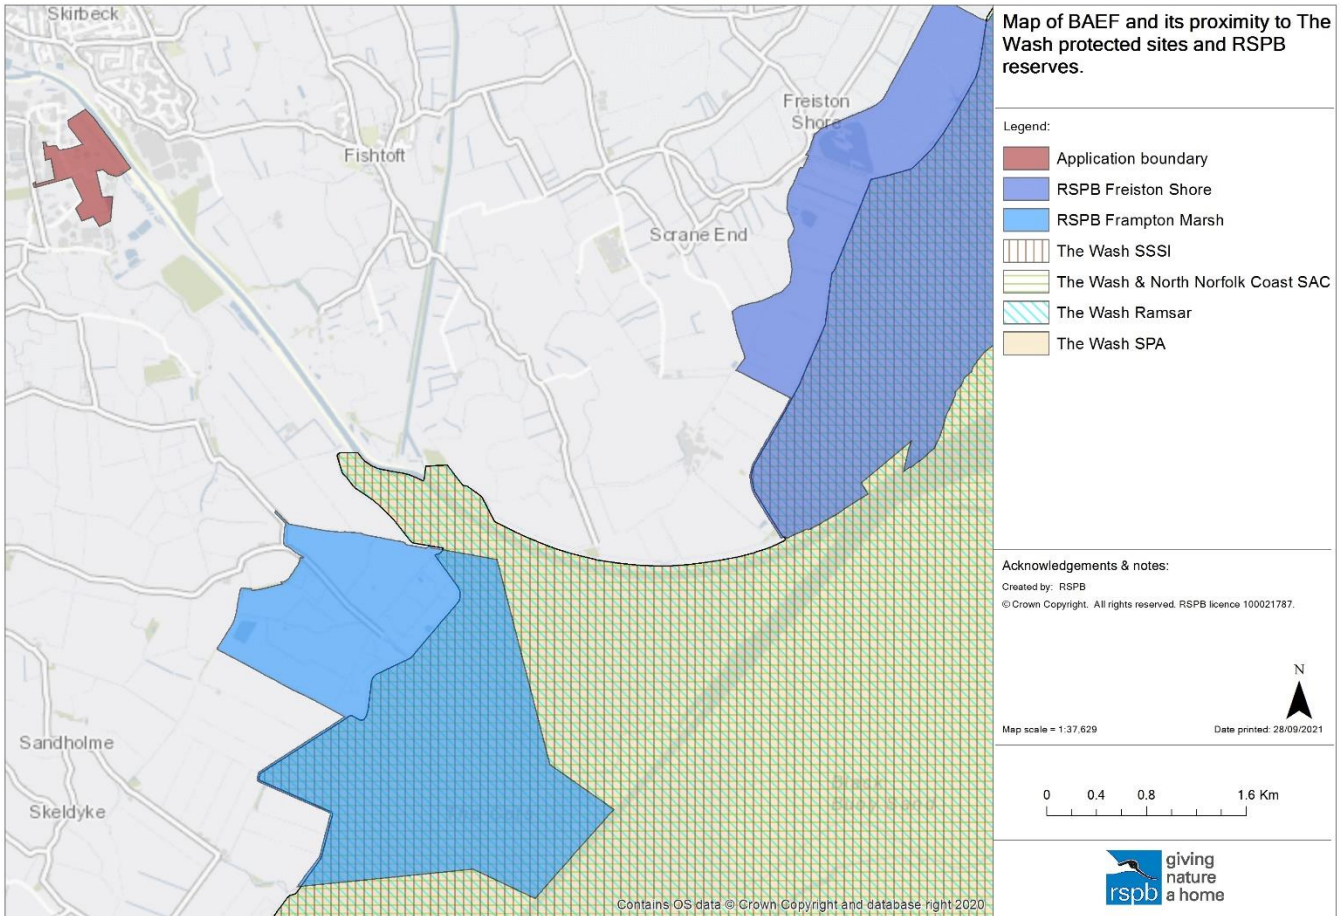 Skirbeck
Fishtoft
Freiston
Shore
Scrane End
Sandholme
Skeldyke
Contains OS data © Crown Copyright and database right 2020
Map of BAEF and its proximity to The
Wash protected sites and RSPB
reserves.
Legend:
Application boundary
RSPB Freiston Shore
RSPB Frampton Marsh
The Wash SSSI
The Wash & North Norfolk Coast SAC
The Wash Ramsar
The Wash SPA
Acknowledgements & notes:
Created by: RSPB
© Crown Copyright. All rights reserved. RSPB licence 100021787.
N
Map scale = 1:37,629
Date printed: 28/09/2021
0 0.4 0.8 1.6 Km
giving
nature
a home
rspb